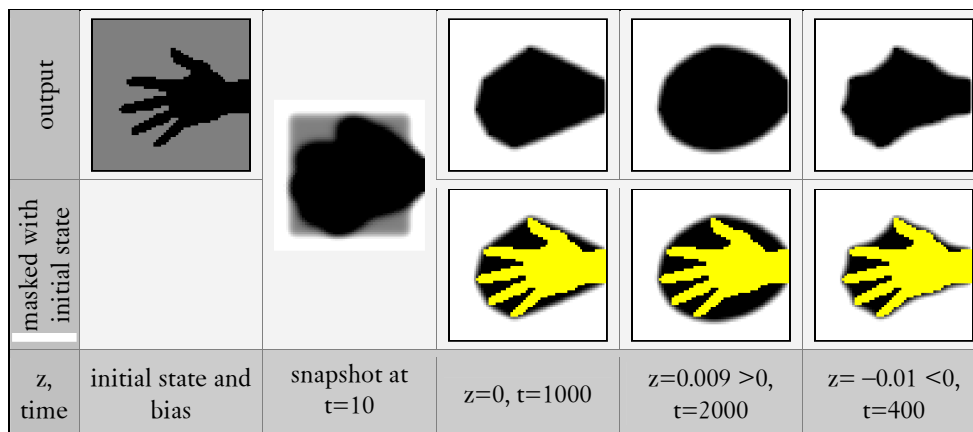 output
masked with
initial state
z,
time
initial state and
bias
snapshot at
t=10
z=0, t=1000
z=0.009 >0,
t=2000
z= −0.01 <0,
t=400